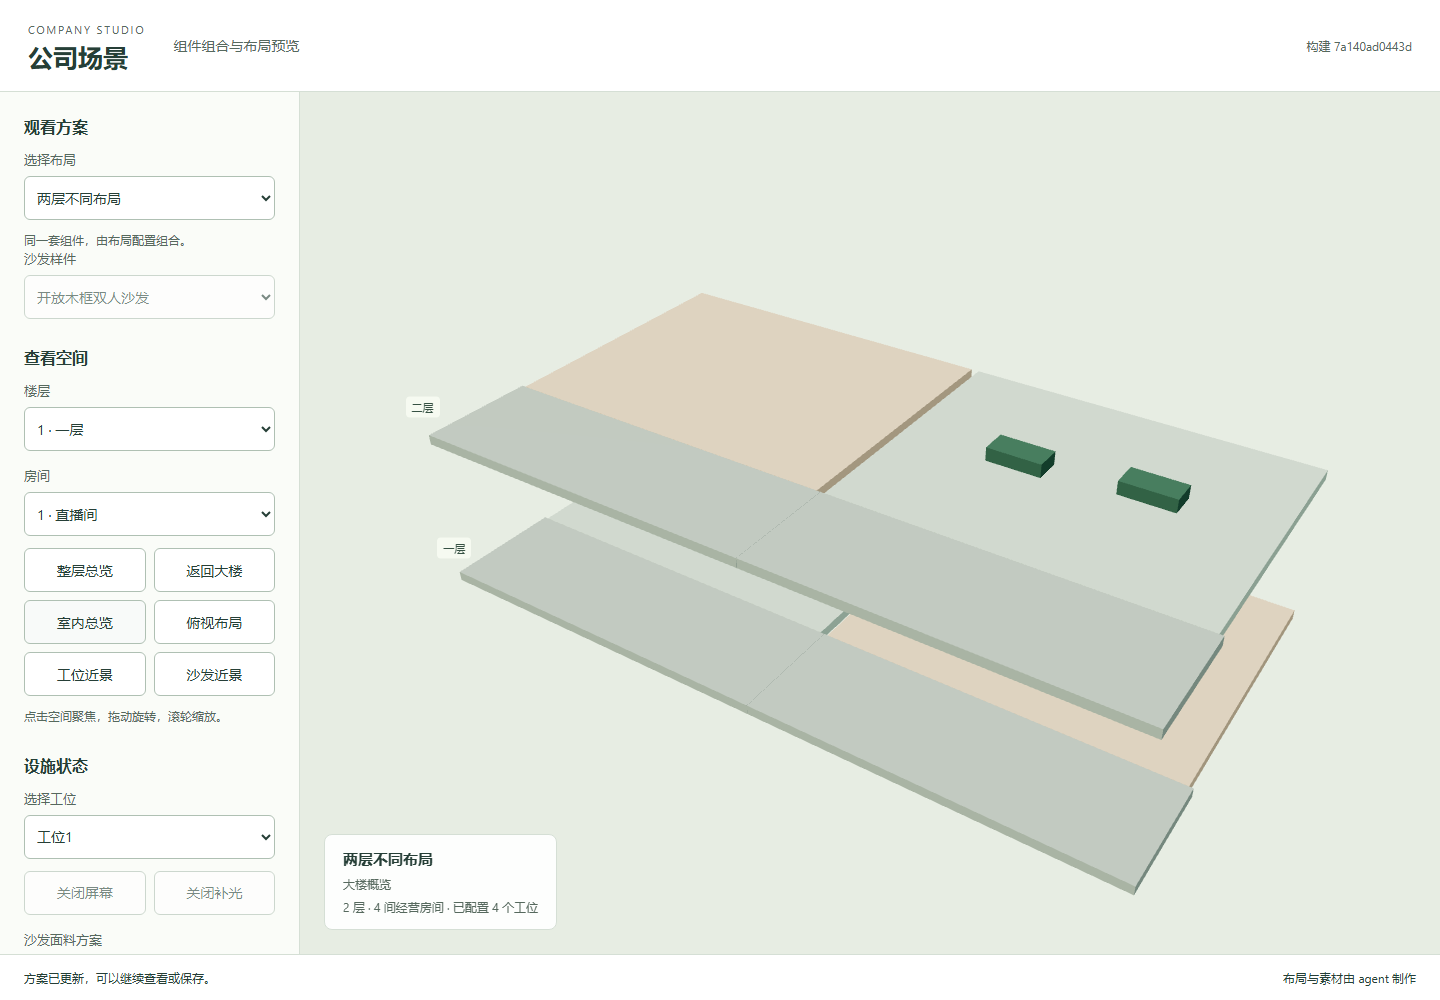 COMPANY STUDIO
公司场景
组件组合与布局预览
构建 7a140ad0443d
观看方案
选择布局
两层不同布局
同一套组件，由布局配置组合。
沙发样件
开放木框双人沙发
查看空间
楼层
1 · 一层
房间
1 · 直播间
整层总览
返回大楼
室内总览
俯视布局
工位近景
沙发近景
点击空间聚焦，拖动旋转，滚轮缩放。
设施状态
选择工位
工位1
关闭屏幕
关闭补光
沙发面料方案
二层
一层
两层不同布局
大楼概览
2 层 · 4 间经营房间 · 已配置 4 个工位
方案已更新，可以继续查看或保存。
布局与素材由 agent 制作